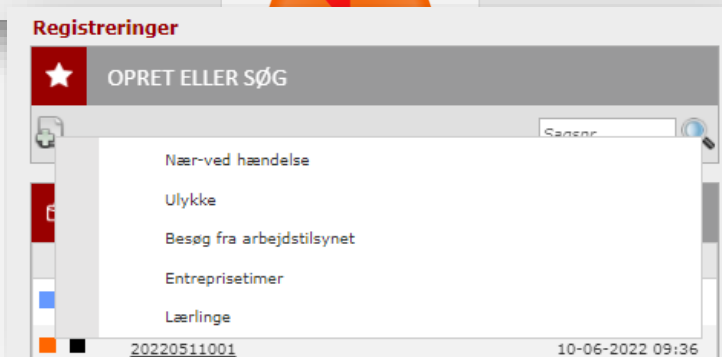 Registreringer
OPRET ELLER SØG
Sagsnr
Nær-ved hændelse
Ulykke
Besøg fra arbejdstilsynet
Entreprisetimer
Lærlinge
20220511001 10-06-2022 09:36